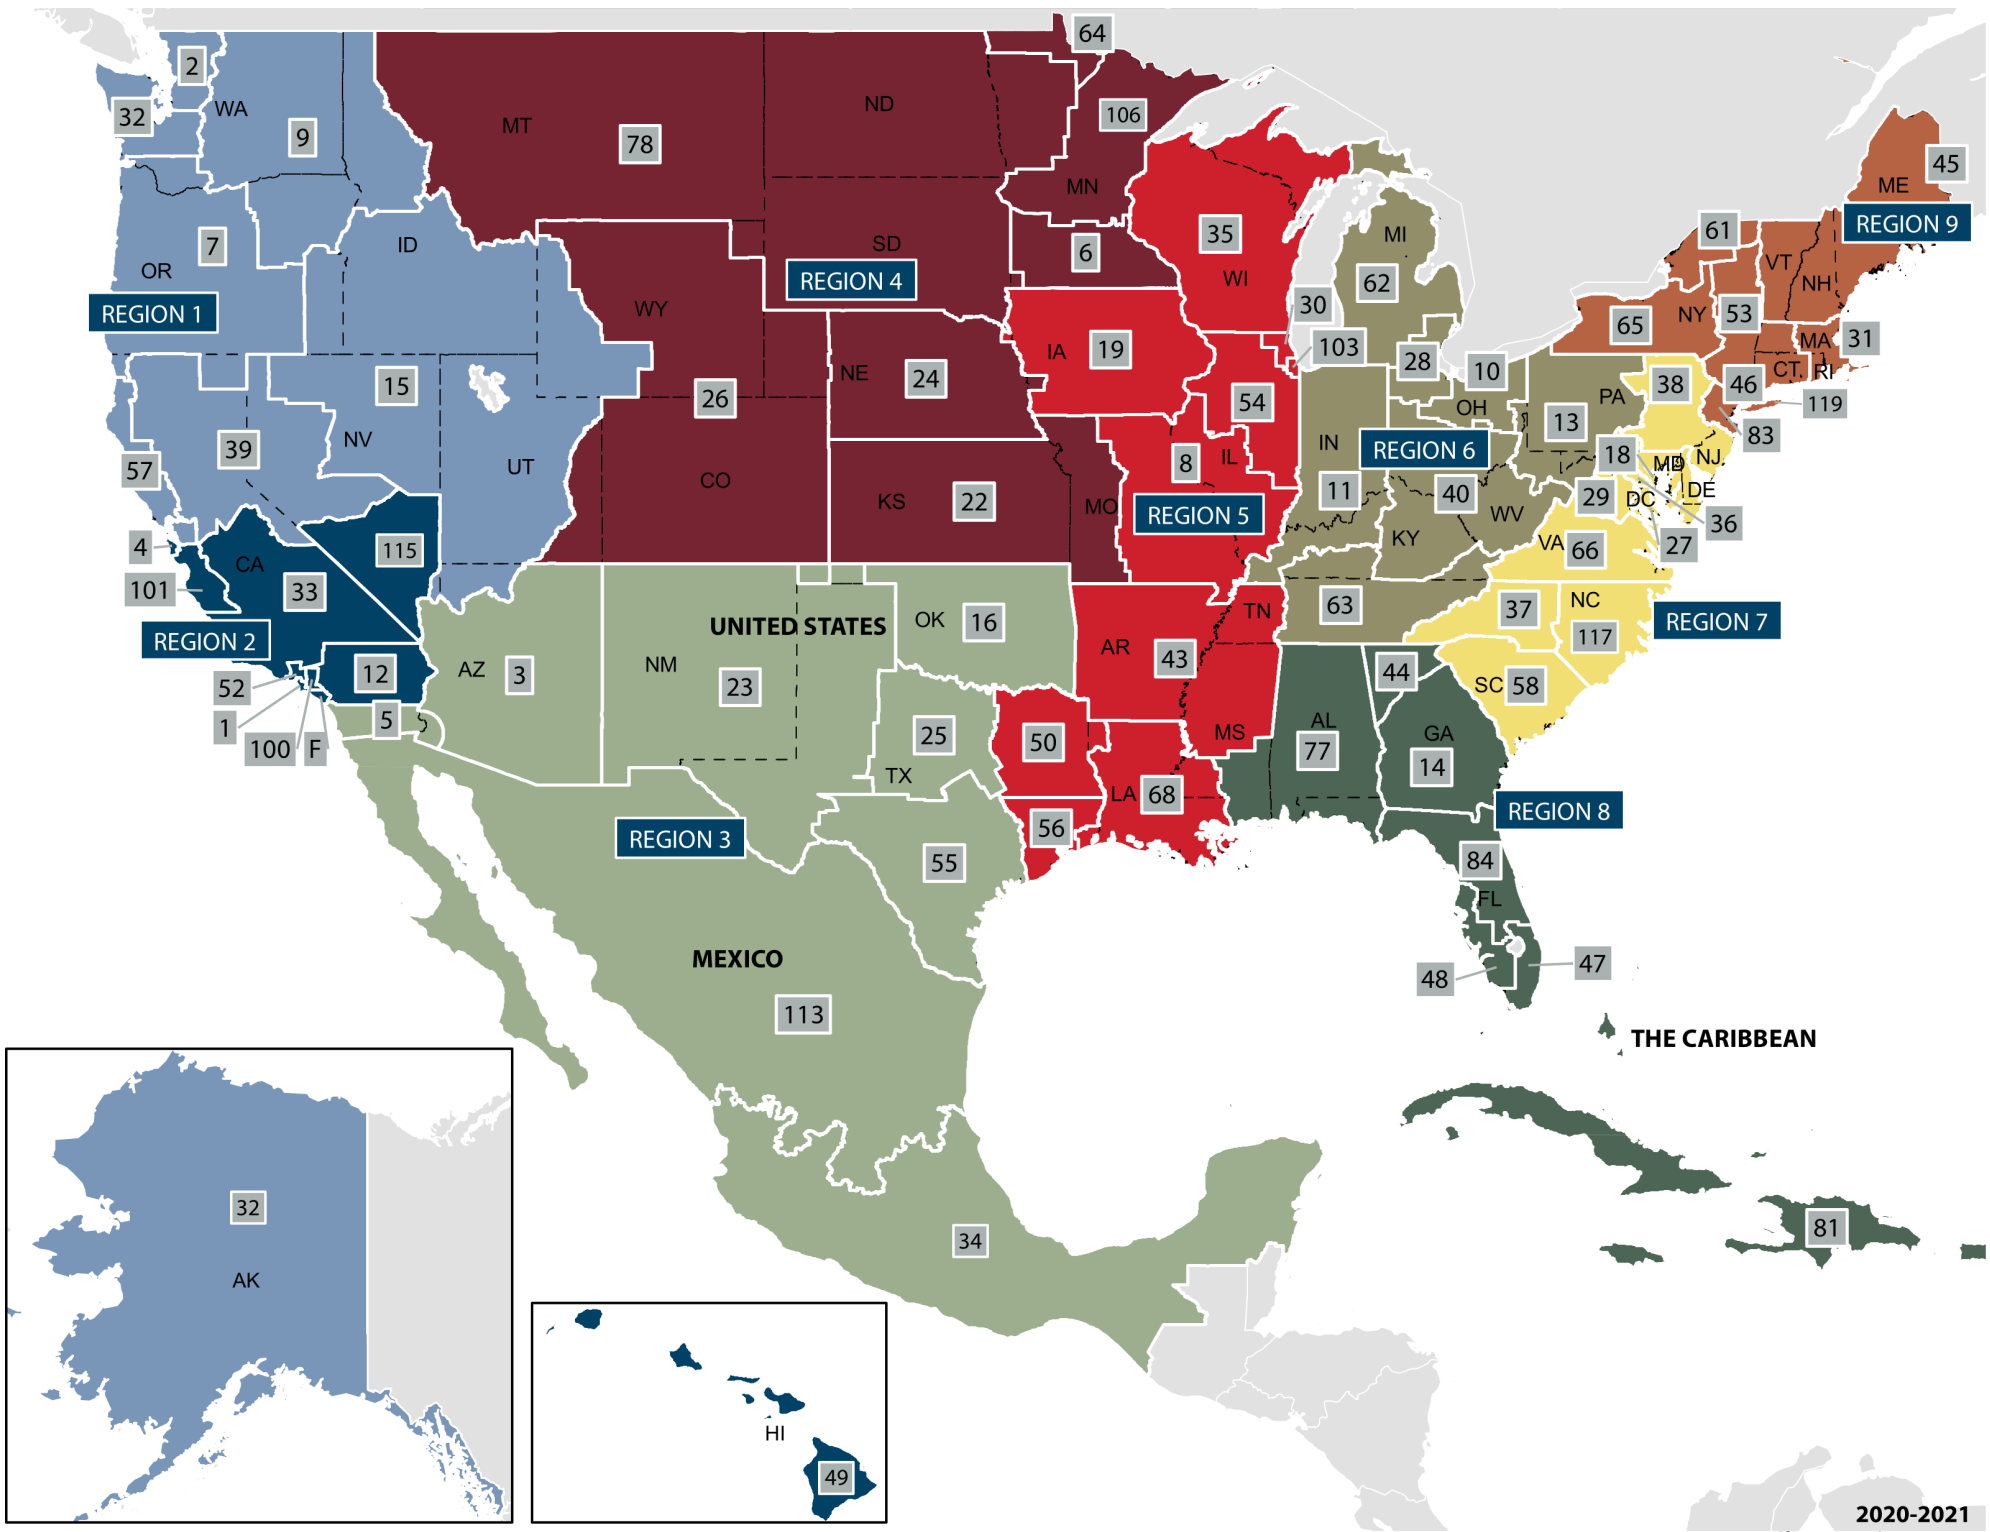 64
2
WA
32
9
MT
78
ND
106
MN
45
ME
REGION 9
7
ID
OR
REGION 1
SD
REGION 4
6
35
WI
MI
62
61
VT
NH
WY
30
103
65
NY
53
MA
31
15
26
NE
24
IA
19
54
28
10
OH
PA
13
38
46
CT
RI
119
83
57
39
NV
UT
CO
KS
22
MO
8
IL
REGION 5
IN
11
REGION 6
40
KY
WV
18
MD
NJ
29
DC
DE
36
27
VA
66
4
101
CA
33
115
REGION 2
12
52
1
100
F
5
AZ
3
NM
23
UNITED STATES
OK
16
AR
43
TN
63
37
NC
117
REGION 7
44
SC
58
MS
AL
77
GA
14
REGION 8
25
TX
50
LA
68
56
REGION 3
55
84
FL
48
47
MEXICO
113
THE CARIBBEAN
81
34
32
AK
HI
49
2020-2021